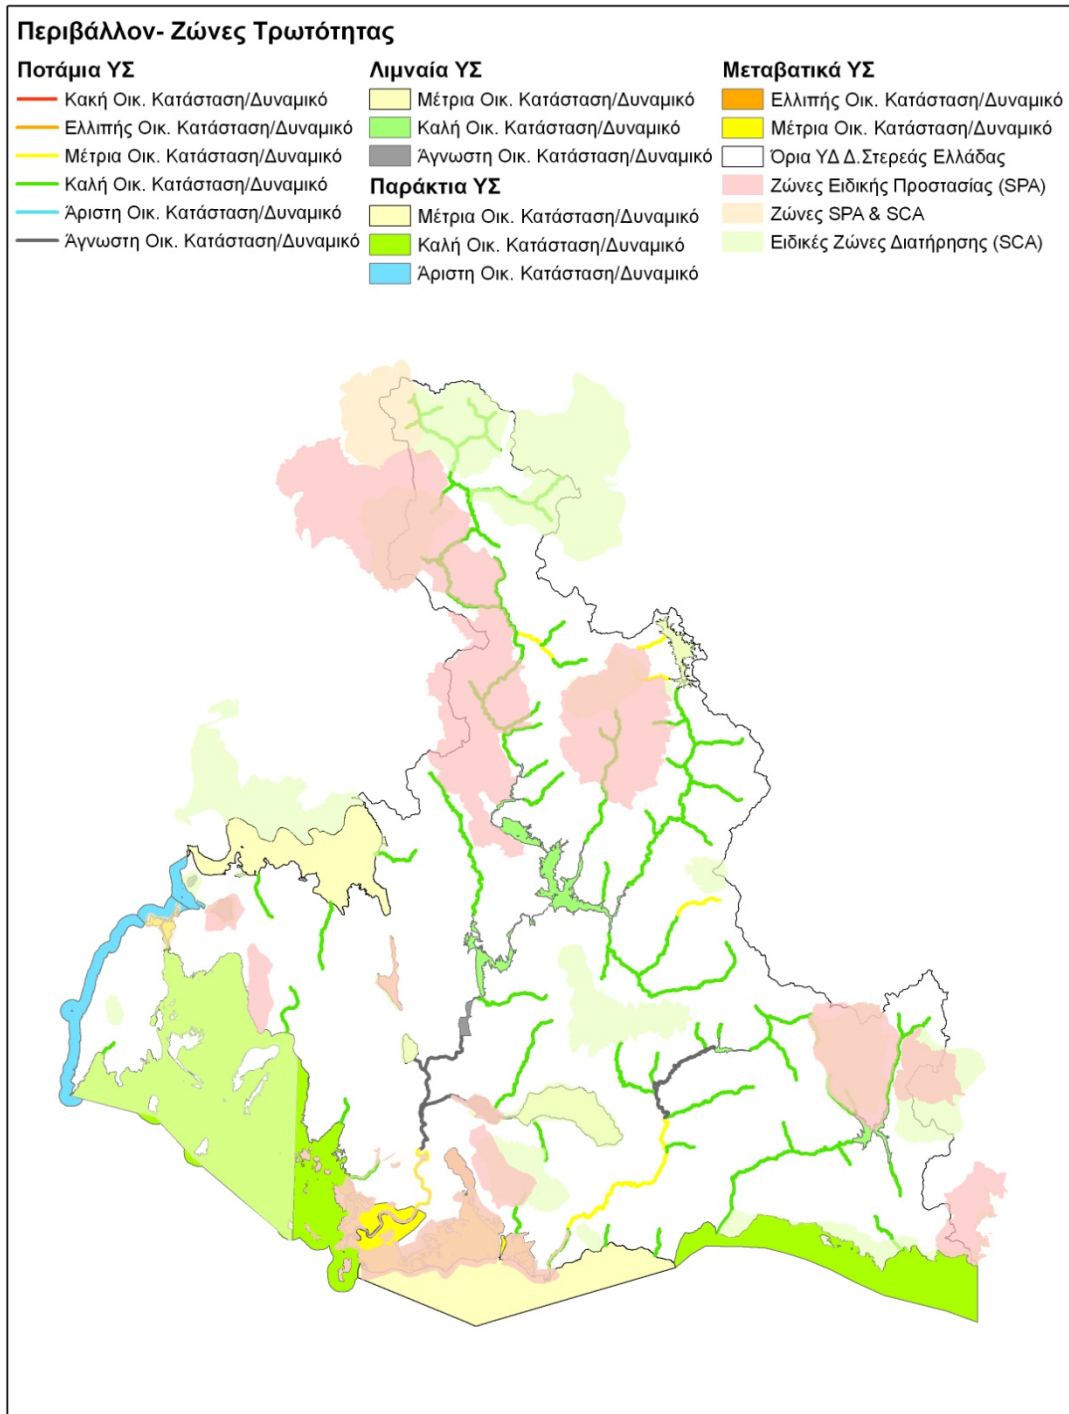 Περιβάλλον- Ζώνες Τρωτότητας
Ποτάμια ΥΣ
Κακή Οικ. Κατάσταση/Δυναμικό
Ελλιπής Οικ. Κατάσταση/Δυναμικό
Μέτρια Οικ. Κατάσταση/Δυναμικό
Καλή Οικ. Κατάσταση/Δυναμικό
Άριστη Οικ. Κατάσταση/Δυναμικό
Άγνωστη Οικ. Κατάσταση/Δυναμικό
Λιμναία ΥΣ
Μέτρια Οικ. Κατάσταση/Δυναμικό
Καλή Οικ. Κατάσταση/Δυναμικό
Άγνωστη Οικ. Κατάσταση/Δυναμικό
Παράκτια ΥΣ
Μέτρια Οικ. Κατάσταση/Δυναμικό
Καλή Οικ. Κατάσταση/Δυναμικό
Άριστη Οικ. Κατάσταση/Δυναμικό
Μεταβατικά ΥΣ
Ελλιπής Οικ. Κατάσταση/Δυναμικό
Μέτρια Οικ. Κατάσταση/Δυναμικό
Όρια ΥΔ Δ.Στερεάς Ελλάδας
Ζώνες Ειδικής Προστασίας (SPA)
Ζώνες SPA & SCA
Ειδικές Ζώνες Διατήρησης (SCA)